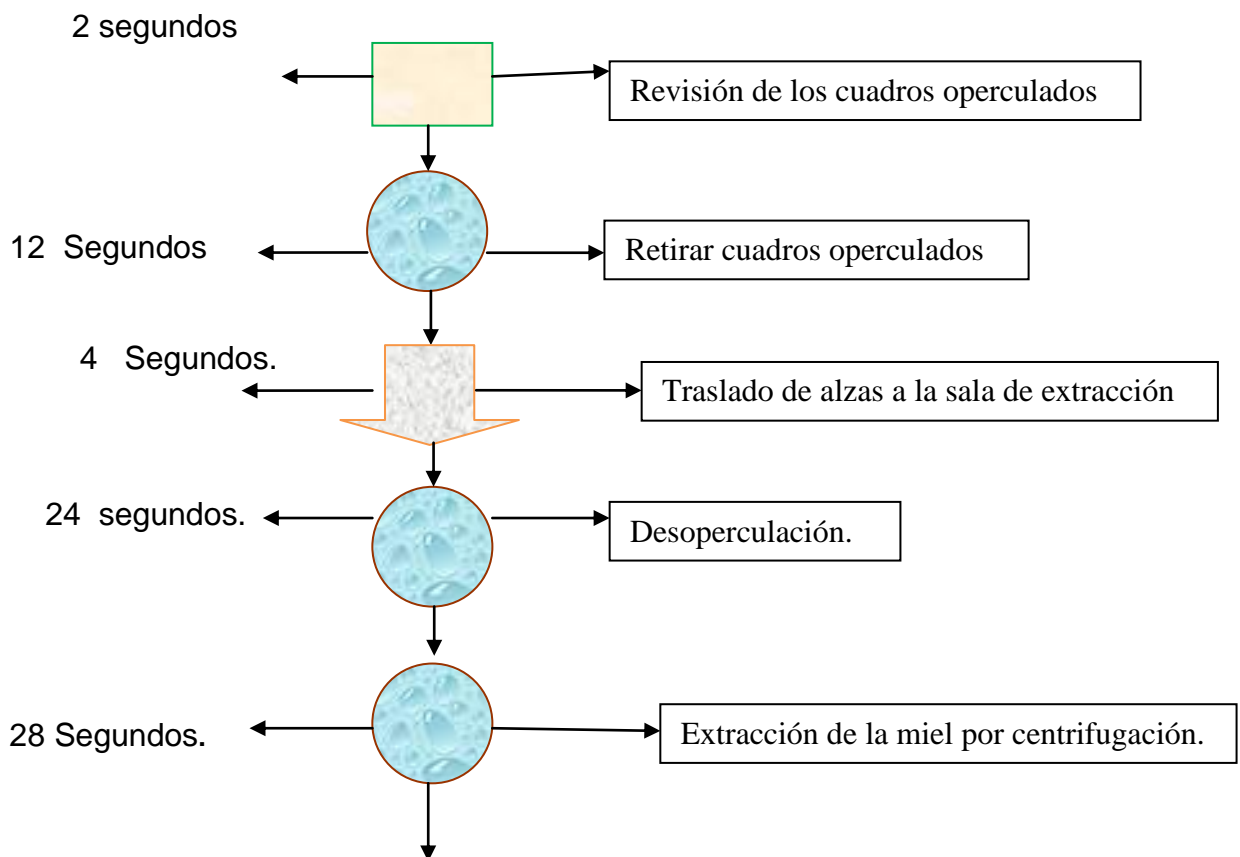 2 segundos
Revisión de los cuadros operculados
12 Segundos
Retirar cuadros operculados
4 Segundos.
Traslado de alzas a la sala de extracción
24 segundos.
Desoperculación.
28 Segundos.
Extracción de la miel por centrifugación.